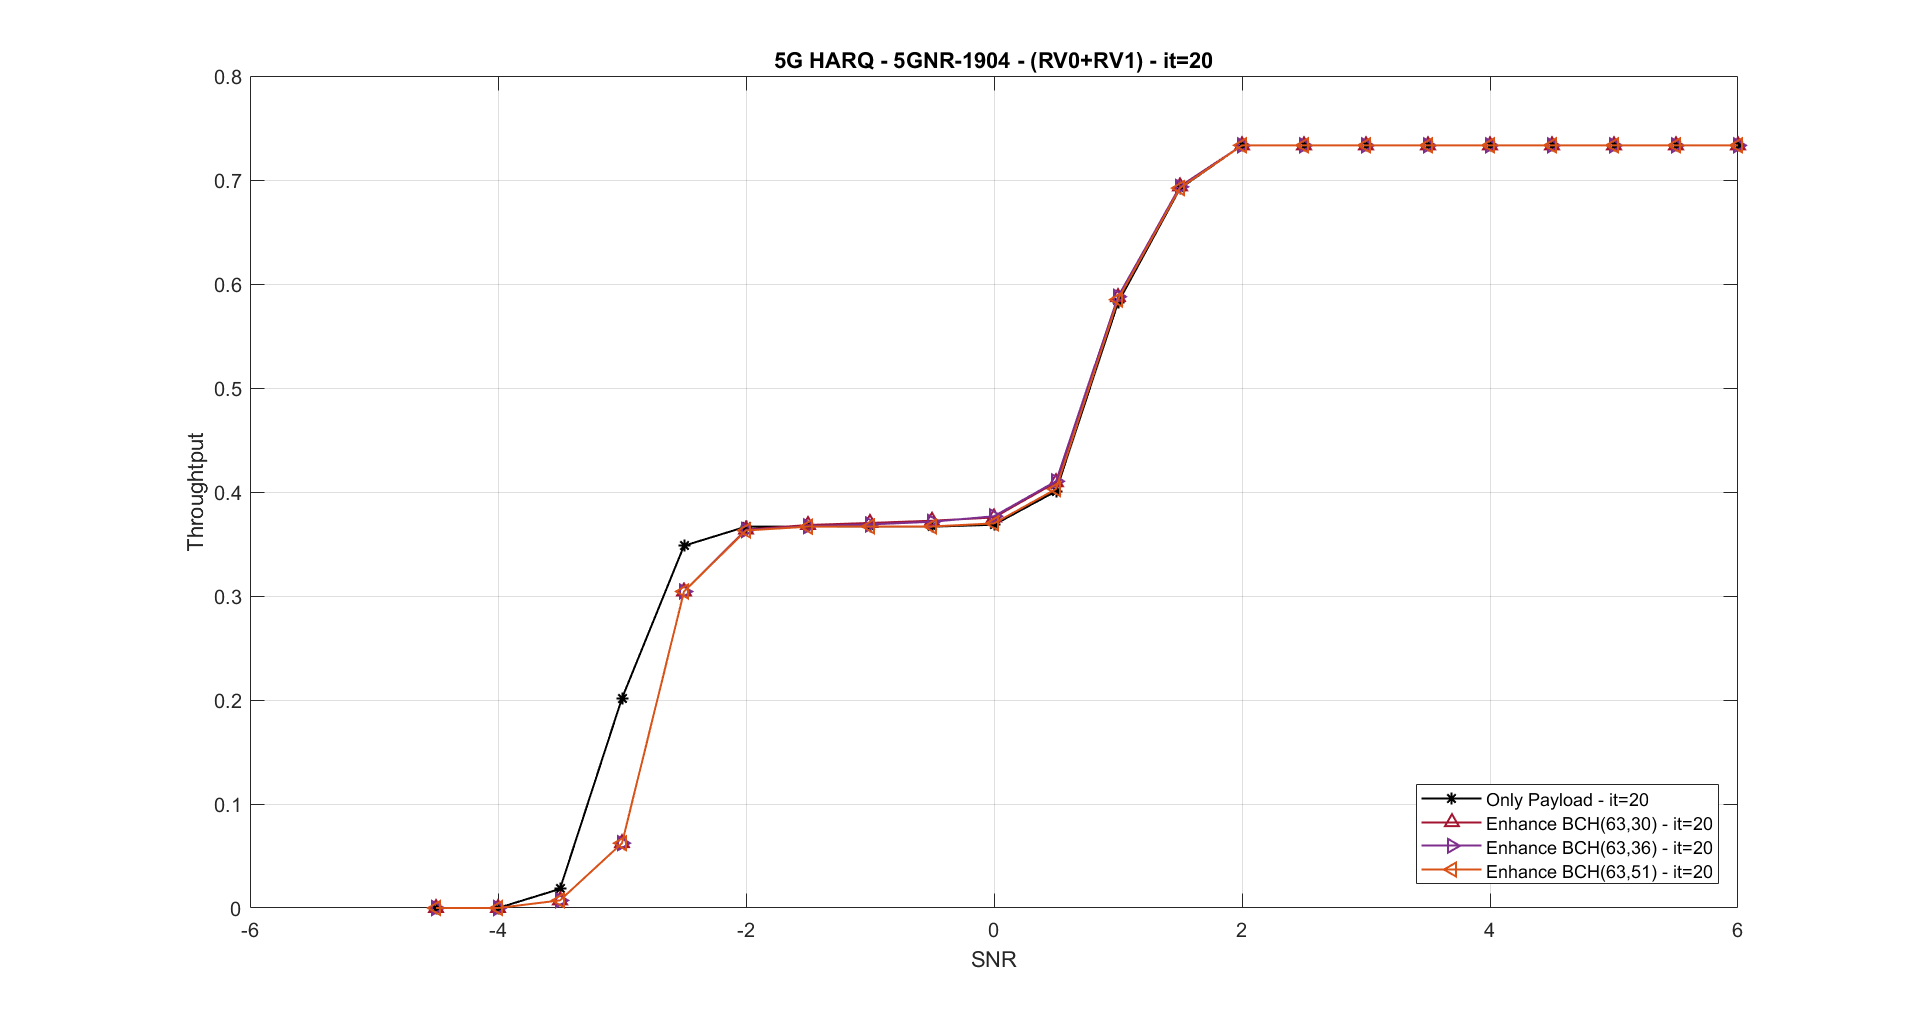 5G HARQ - 5GNR-1904 - (RV0+RV1) - it=20
0.8
0.7
0.6
0.5
0.4
0.3
0.2
0.1
0
Throughtput
-6
-4
-2
0
2
4
6
SNR
Only Payload - it=20
Enhance BCH(63,30) - it=20
Enhance BCH(63,36) - it=20
Enhance BCH(63,51) - it=20